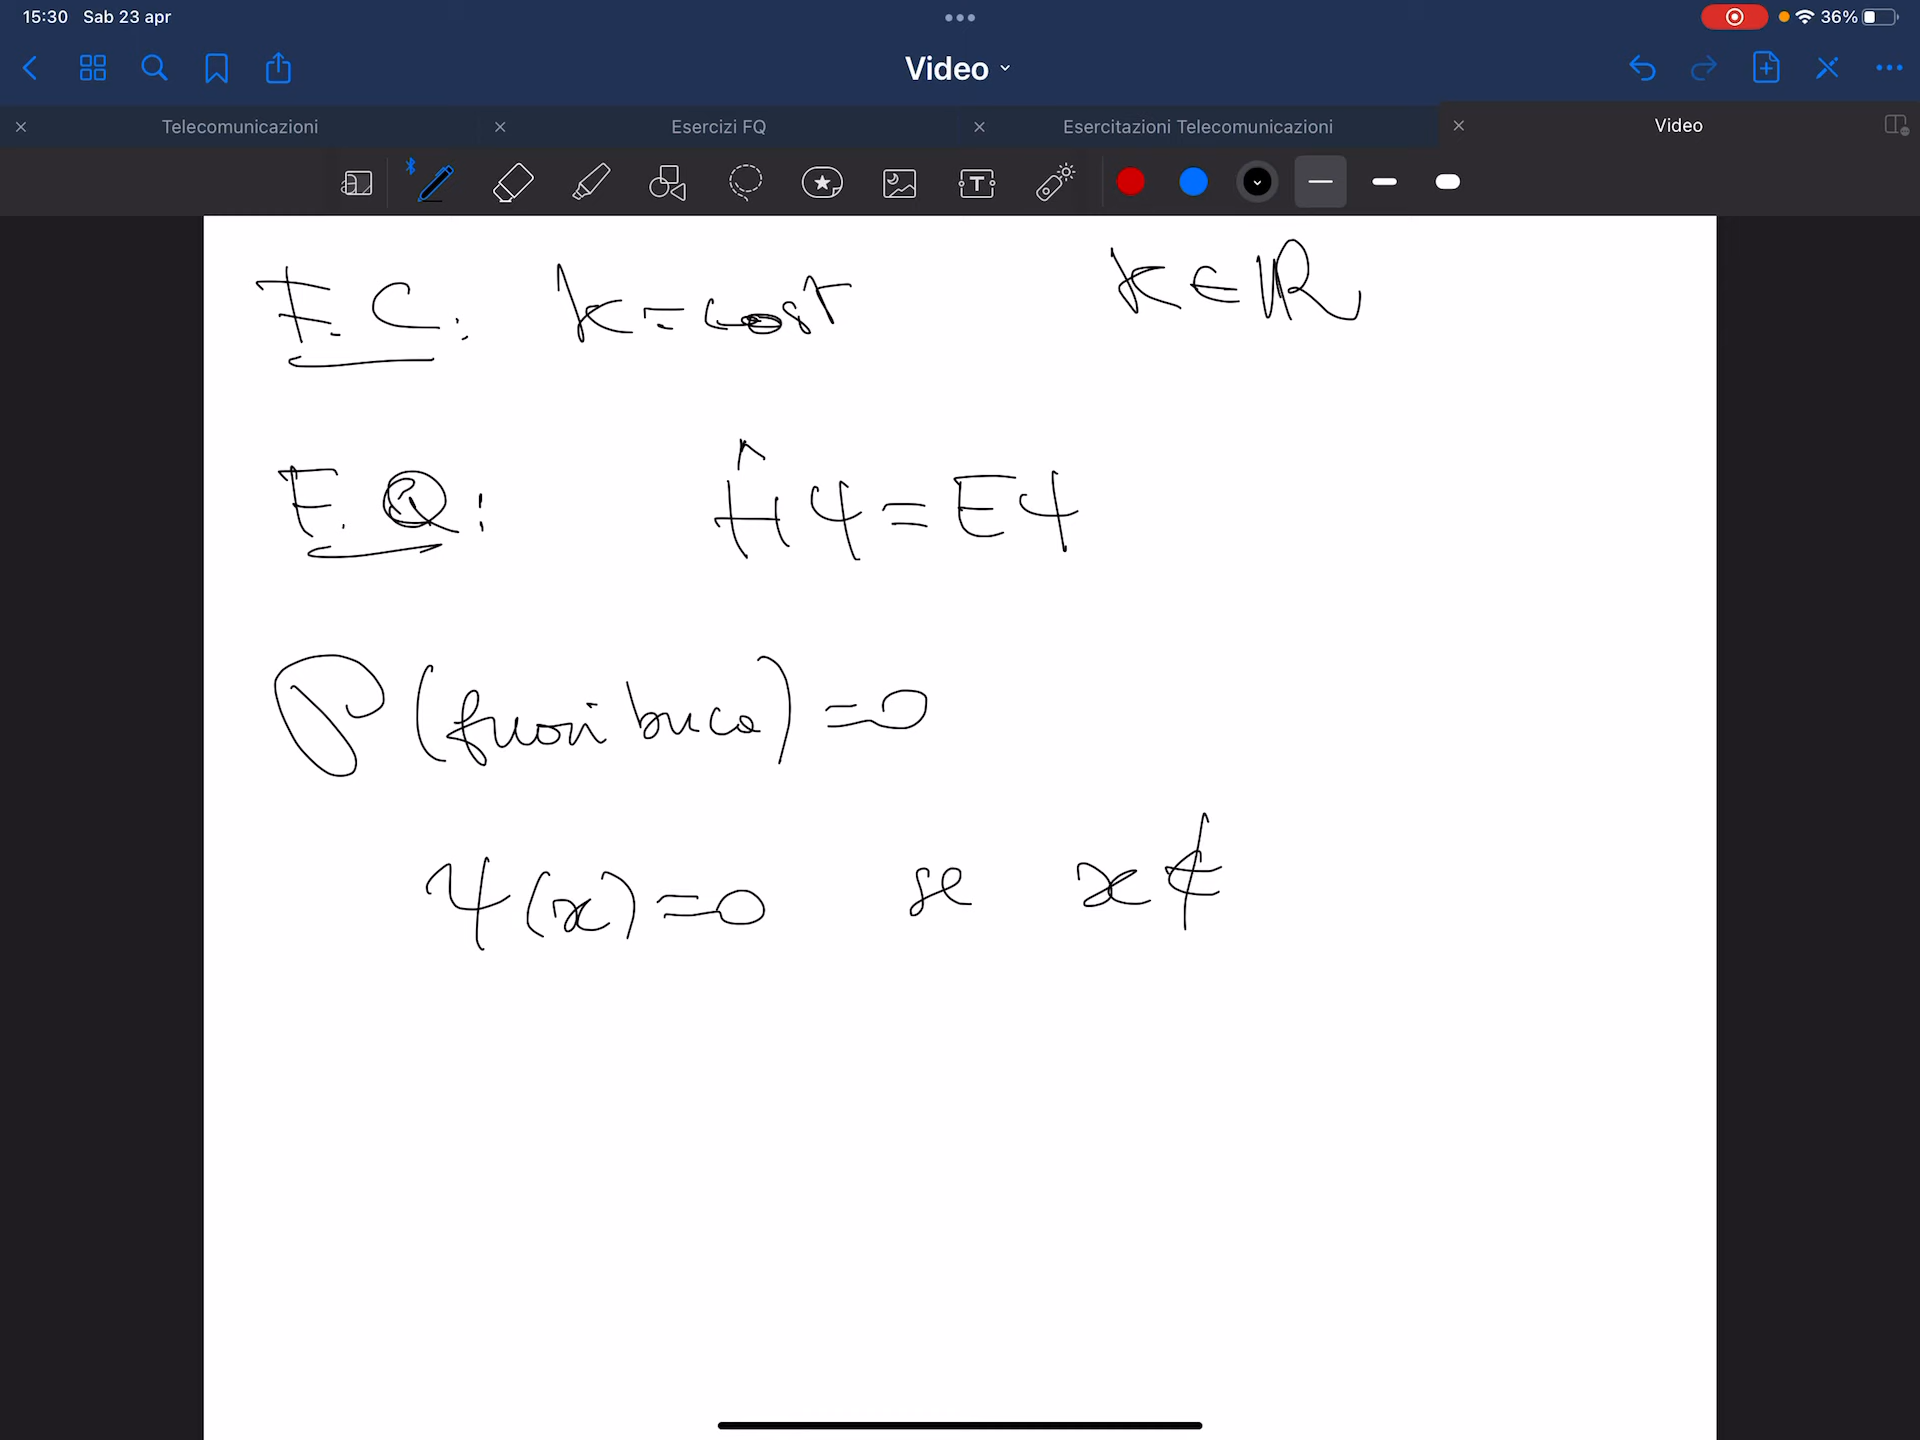 15:30 Sab 23 apr 36%
Video
Telecomunicazioni Esercizi FQ Esercitazioni Telecomunicazioni Video
F.C: k=cost k∈ℝ
F.Q: Ĥψ=Eψ
P(fuori buca)=0
ψ(x)=0 se x∉